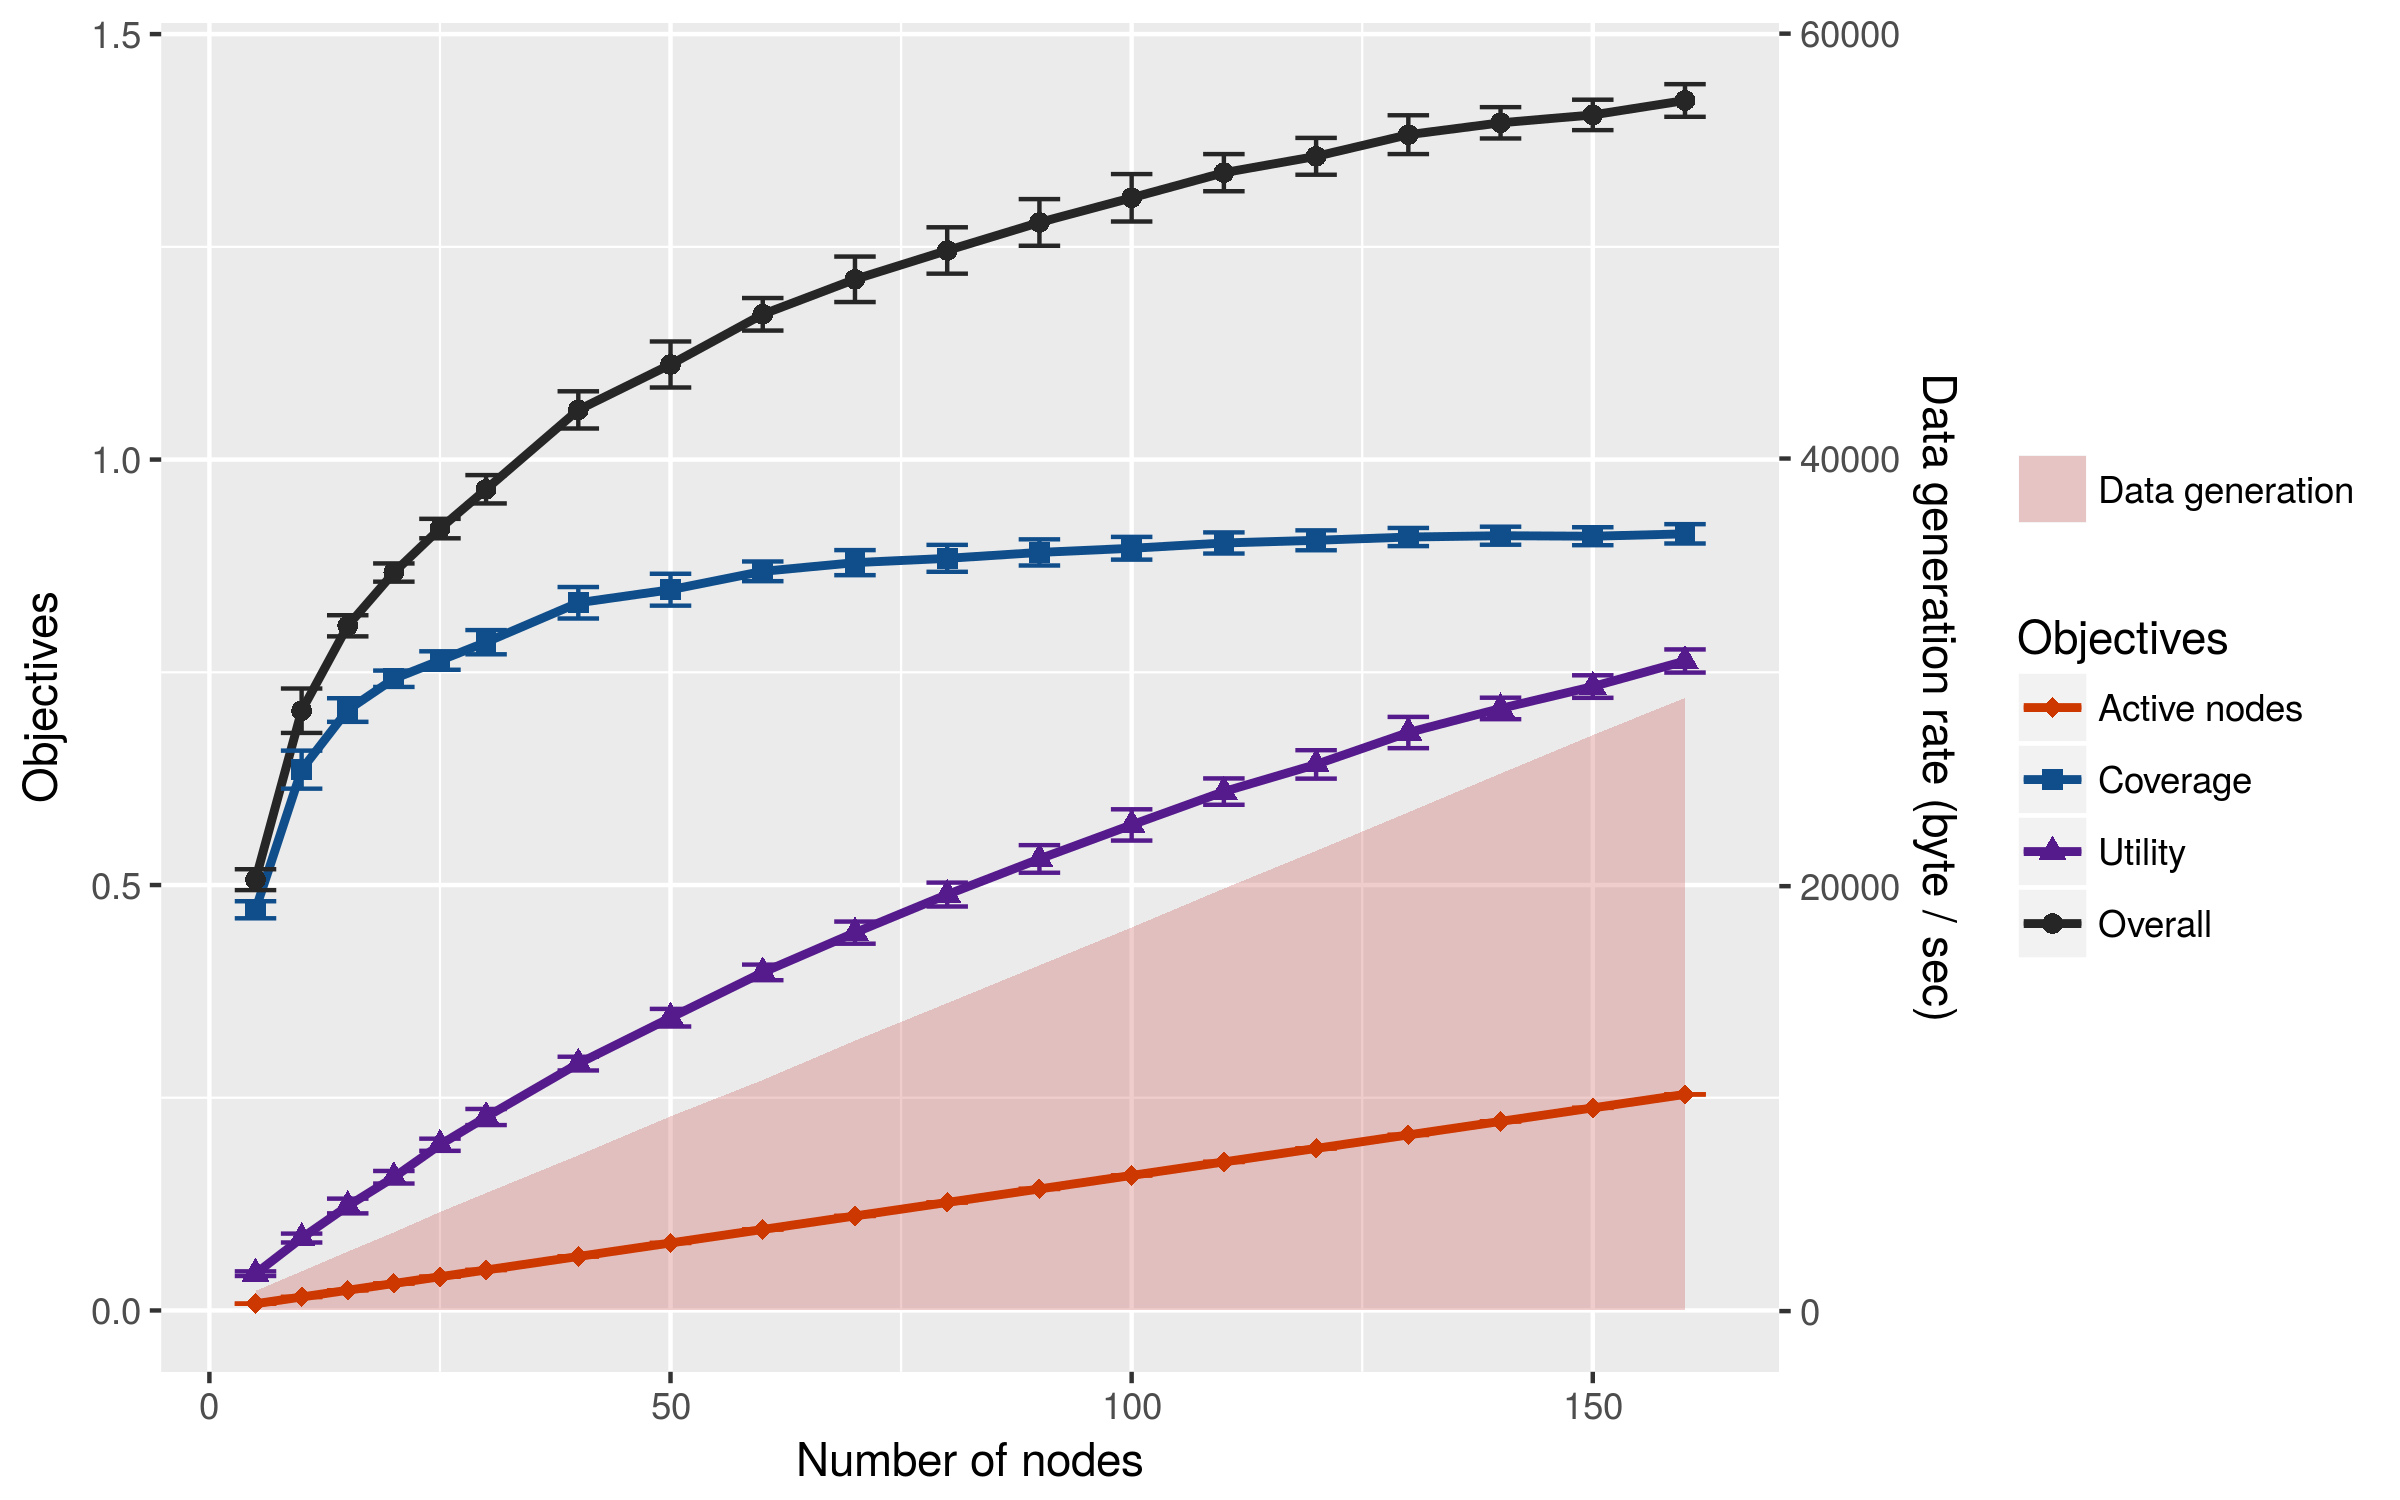 1.5
1.0
0.5
0.0
Objectives
0
50
100
150
Number of nodes
60000
40000
20000
0
Data generation rate (byte / sec)
Data generation
Objectives
Active nodes
Coverage
Utility
Overall